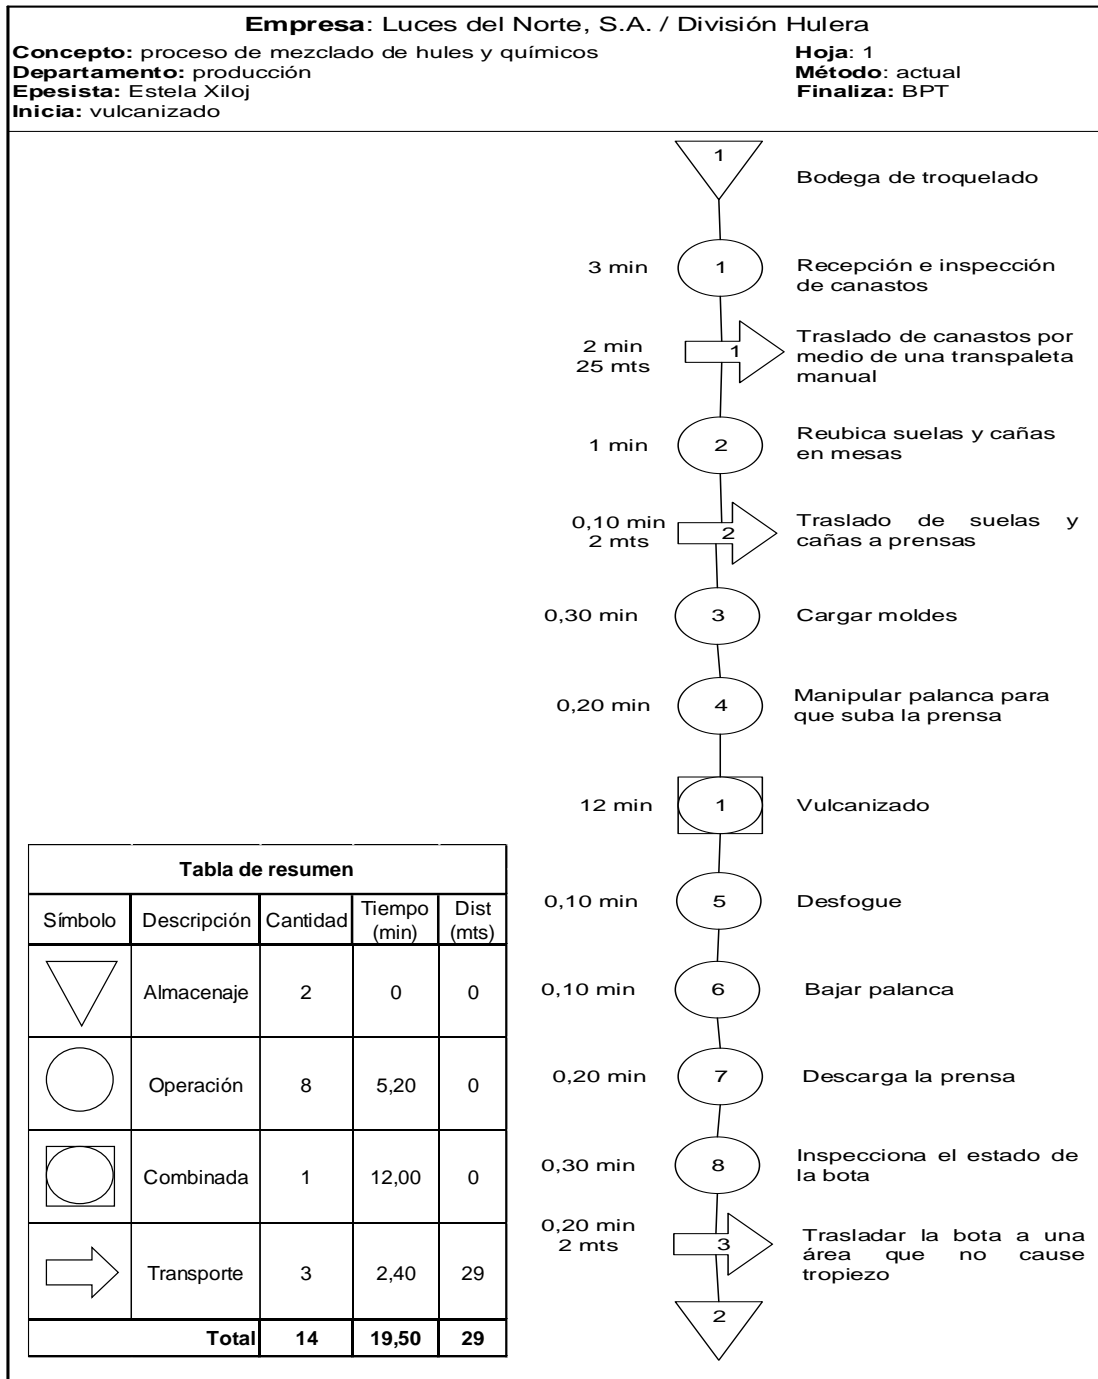 Empresa: Luces del Norte, S.A. / División Hulera
Concepto: proceso de mezclado de hules y químicos
Hoja: 1
Departamento: producción
Método: actual
Epesista: Estela Xiloj
Finaliza: BPT
Inicia: vulcanizado
1
Bodega de troquelado
3 min
1
Recepción e inspección
de canastos
2 min
25 mts
1
Traslado de canastos por
medio de una transpaleta
manual
1 min
2
Reubica suelas y cañas
en mesas
0,10 min
2 mts
2
Traslado de suelas y
cañas a prensas
0,30 min
3
Cargar moldes
0,20 min
4
Manipular palanca para
que suba la prensa
12 min
1
Vulcanizado
0,10 min
5
Desfogue
0,10 min
6
Bajar palanca
0,20 min
7
Descarga la prensa
0,30 min
8
Inspecciona el estado de
la bota
0,20 min
2 mts
3
Trasladar la bota a una
área que no cause
tropiezo
2
Tabla de resumen
Símbolo Descripción Cantidad Tiempo (min) Dist (mts)
Almacenaje 2 0 0
Operación 8 5,20 0
Combinada 1 12,00 0
Transporte 3 2,40 29
Total 14 19,50 29